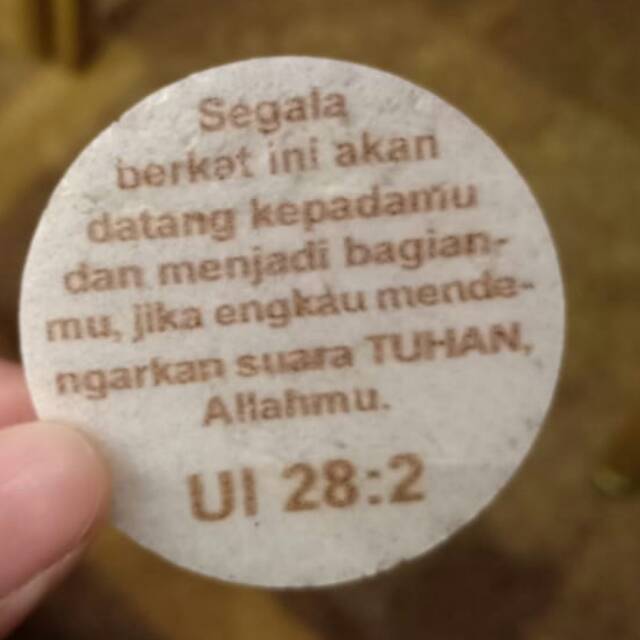 Segala
berkat ini akan
datang kepadamu
dan menjadi bagian-
mu, jika engkau mende-
ngarkan suara TUHAN,
Allahmu.
Ul 28:2